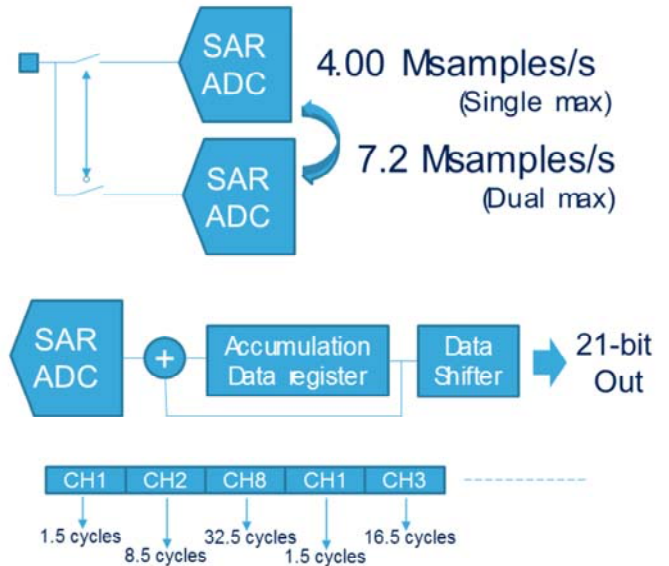 SAR
ADC
4.00 Msamples/s
(Single max)
SAR
ADC
7.2 Msamples/s
(Dual max)
SAR
ADC
+
Accumulation
Data register
Data
Shifter
21-bit
Out
CH1 CH2 CH8 CH1 CH3
1.5 cycles 32.5 cycles 16.5 cycles
8.5 cycles 1.5 cycles